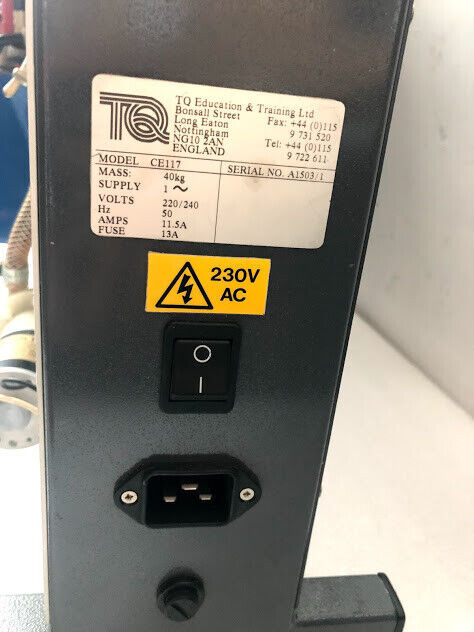 TQ
TQ Education & Training Ltd
Bonsall Street Fax: +44 (0)115
Long Eaton 9 731 520
Nottingham Tel: +44 (0)115
NG10 2AN 9 722 611
ENGLAND
MODEL CE117 SERIAL NO. A1503/1
MASS: 40kg
SUPPLY 1 ~
VOLTS 220/240
Hz 50
AMPS 11.5A
FUSE 13A
230V
AC
O
I